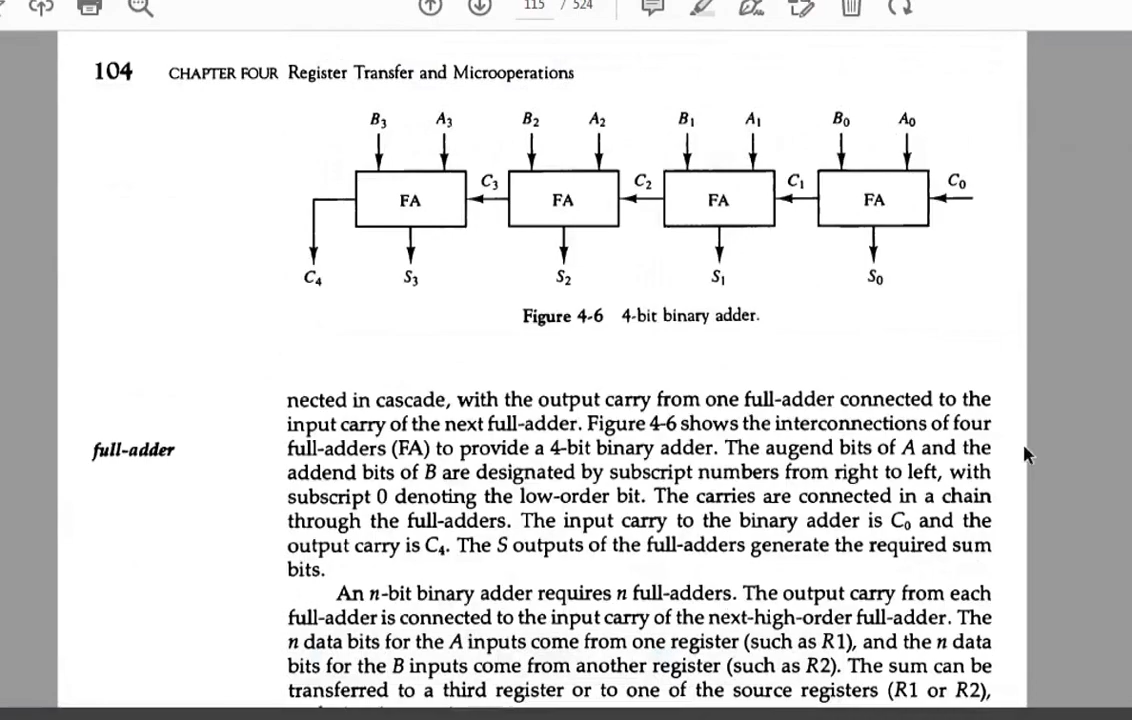 115 / 524
104 CHAPTER FOUR Register Transfer and Microoperations
B3 A3 B2 A2 B1 A1 B0 A0
C3 C2 C1 C0
FA FA FA FA
C4 S3 S2 S1 S0
Figure 4-6 4-bit binary adder.
nected in cascade, with the output carry from one full-adder connected to the
input carry of the next full-adder. Figure 4-6 shows the interconnections of four
full-adder
full-adders (FA) to provide a 4-bit binary adder. The augend bits of A and the
addend bits of B are designated by subscript numbers from right to left, with
subscript 0 denoting the low-order bit. The carries are connected in a chain
through the full-adders. The input carry to the binary adder is C0 and the
output carry is C4. The S outputs of the full-adders generate the required sum
bits.
An n-bit binary adder requires n full-adders. The output carry from each
full-adder is connected to the input carry of the next-high-order full-adder. The
n data bits for the A inputs come from one register (such as R1), and the n data
bits for the B inputs come from another register (such as R2). The sum can be
transferred to a third register or to one of the source registers (R1 or R2),